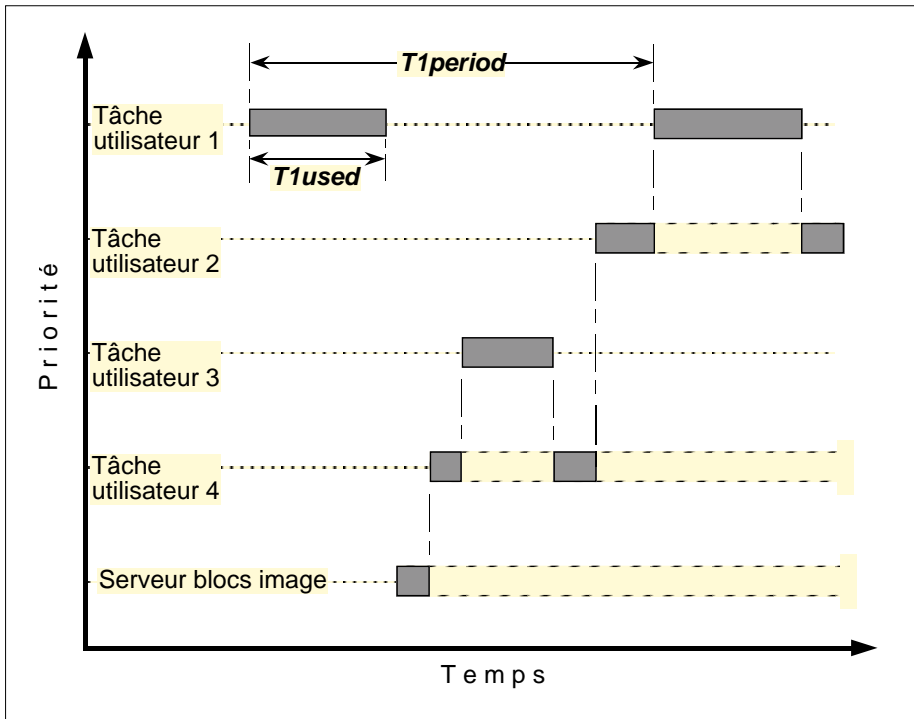 T1period
Tâche
utilisateur 1
T1used
Tâche
utilisateur 2
Tâche
utilisateur 3
Tâche
utilisateur 4
Serveur blocs image
Priorité
Temps